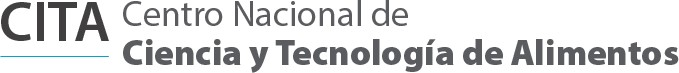 CITA Centro Nacional de
Ciencia y Tecnología de Alimentos